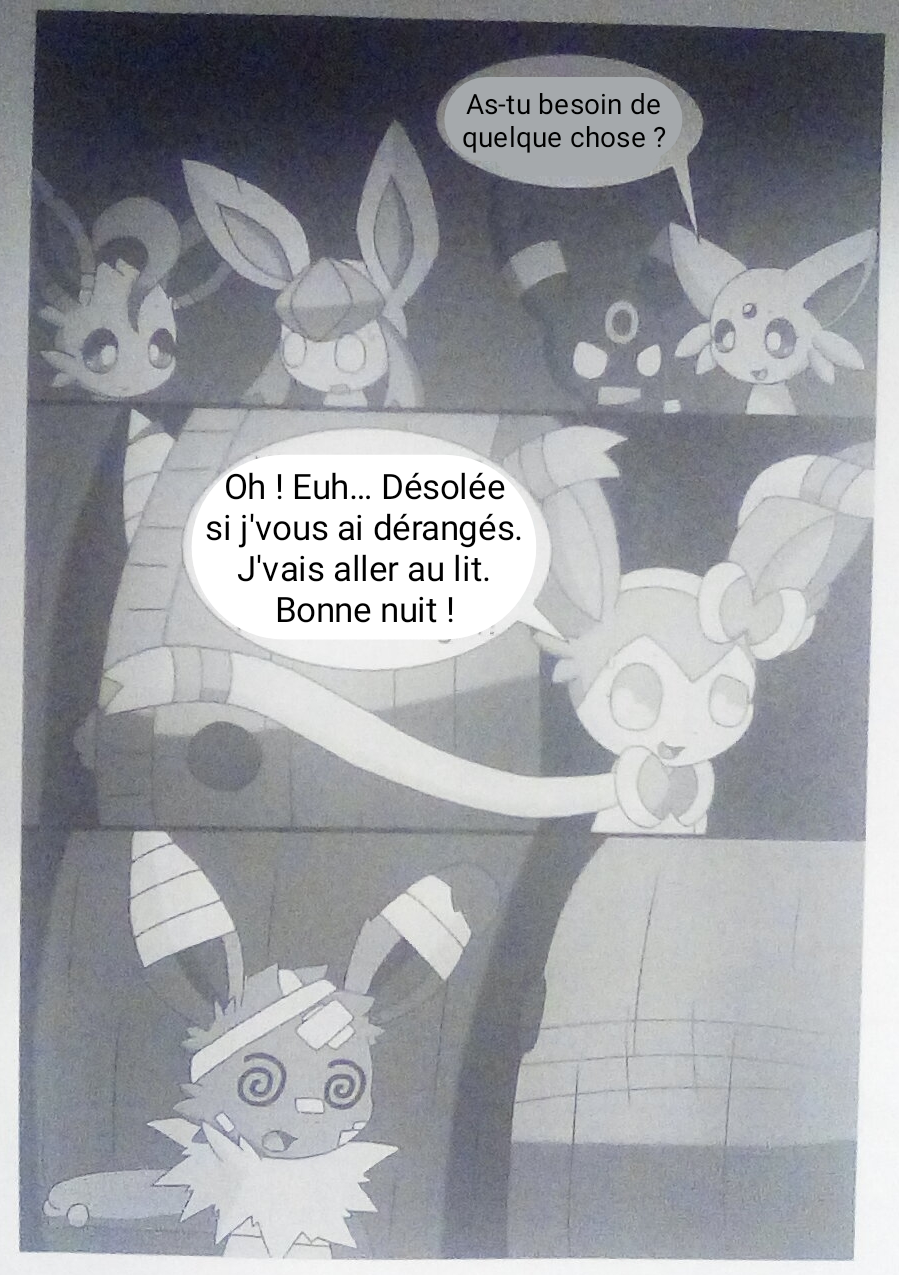 As-tu besoin de
quelque chose ?
Oh ! Euh... Désolée
si j'vous ai dérangés.
J'vais aller au lit.
Bonne nuit !